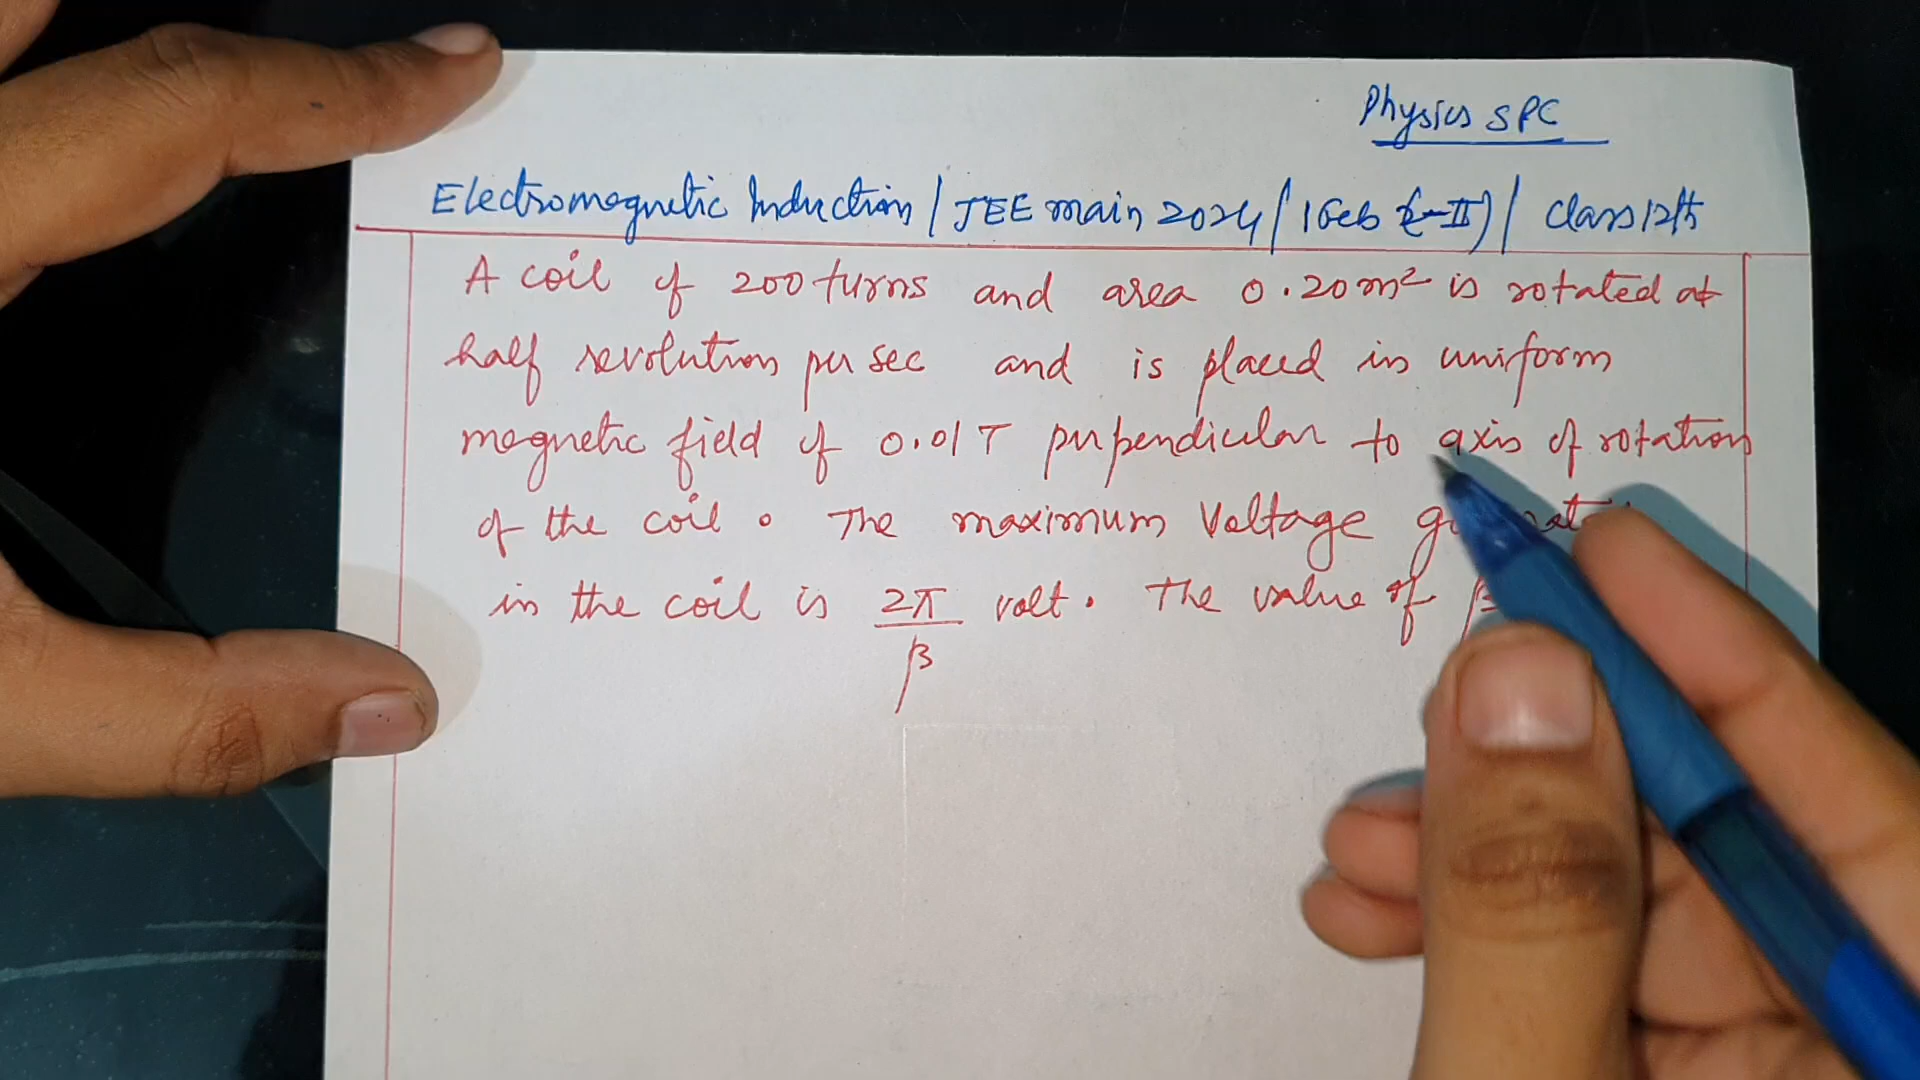 Physics SPC
Electromagnetic Induction / JEE main 2024 / 1 Feb (-II) / Class 12th
A coil of 200 turns and area 0.20 m² is rotated at
half revolution per sec and is placed in uniform
magnetic field of 0.01 T perpendicular to axis of rotation
of the coil. The maximum Voltage
in the coil is 2π/β volt. The value of β